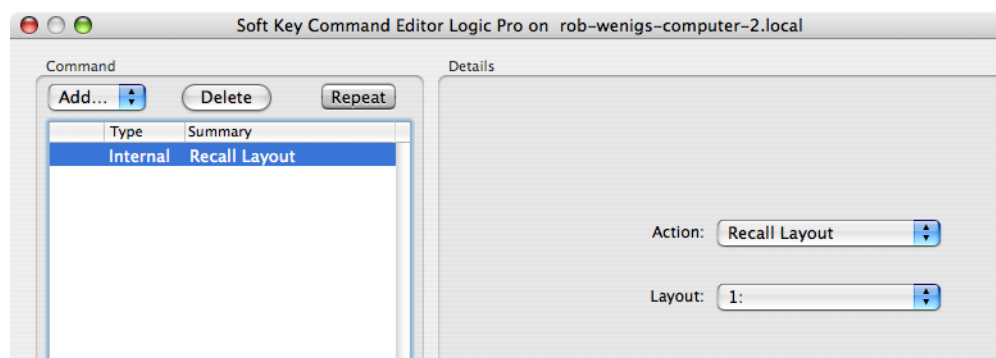 Soft Key Command Editor Logic Pro on rob-wenigs-computer-2.local
Command
Details
Add...
Delete
Repeat
Type Summary
Internal Recall Layout
Action: Recall Layout
Layout: 1: